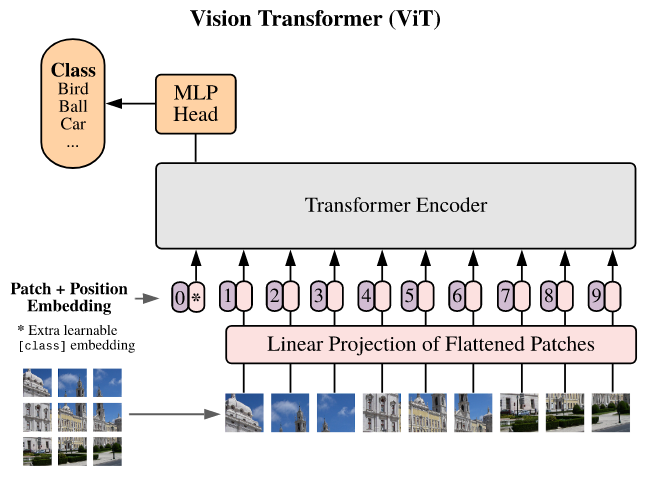 Vision Transformer (ViT)
Class
Bird
Ball
Car
...
MLP
Head
Transformer Encoder
Patch + Position
Embedding
0 * 1 2 3 4 5 6 7 8 9
* Extra learnable
[class] embedding
Linear Projection of Flattened Patches